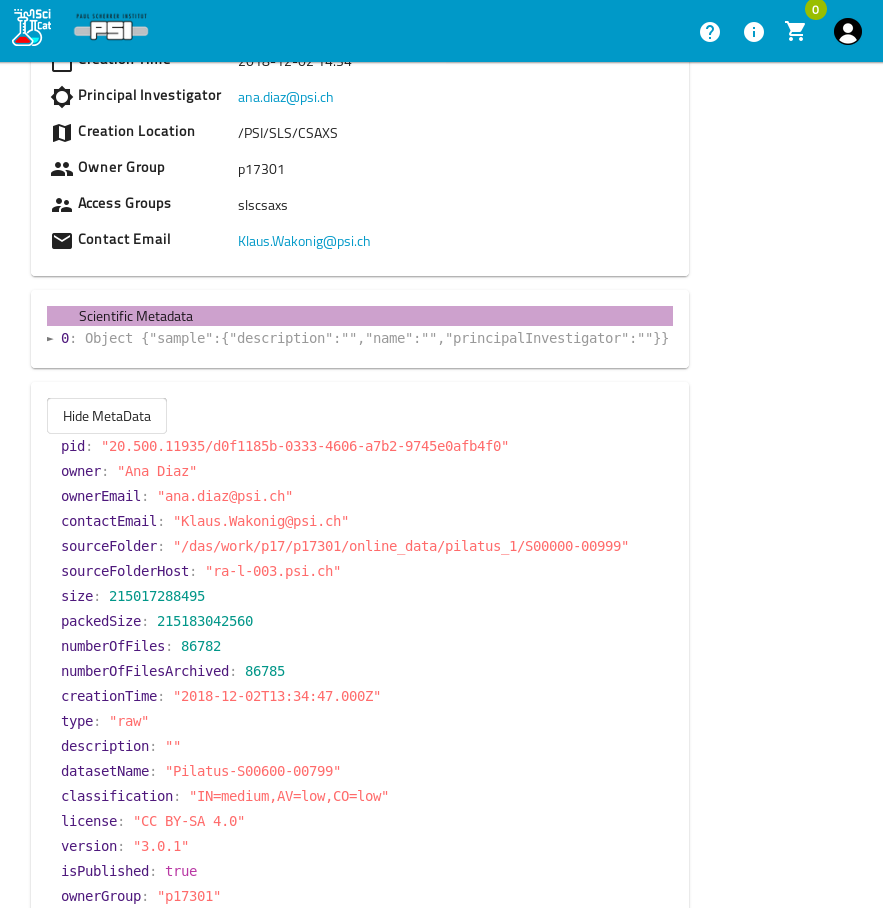 Sci
Cat
PAUL SCHERRER INSTITUT
PSI
0
Creation Time 2018-12-02 14:34
Principal Investigator ana.diaz@psi.ch
Creation Location /PSI/SLS/CSAXS
Owner Group p17301
Access Groups slscsaxs
Contact Email Klaus.Wakonig@psi.ch
Scientific Metadata
► 0: Object {"sample":{"description":"","name":"","principalInvestigator":""}}
Hide MetaData
pid: "20.500.11935/d0f1185b-0333-4606-a7b2-9745e0afb4f0"
owner: "Ana Diaz"
ownerEmail: "ana.diaz@psi.ch"
contactEmail: "Klaus.Wakonig@psi.ch"
sourceFolder: "/das/work/p17/p17301/online_data/pilatus_1/S00000-00999"
sourceFolderHost: "ra-l-003.psi.ch"
size: 215017288495
packedSize: 215183042560
numberOfFiles: 86782
numberOfFilesArchived: 86785
creationTime: "2018-12-02T13:34:47.000Z"
type: "raw"
description: ""
datasetName: "Pilatus-S00600-00799"
classification: "IN=medium,AV=low,CO=low"
license: "CC BY-SA 4.0"
version: "3.0.1"
isPublished: true
ownerGroup: "p17301"